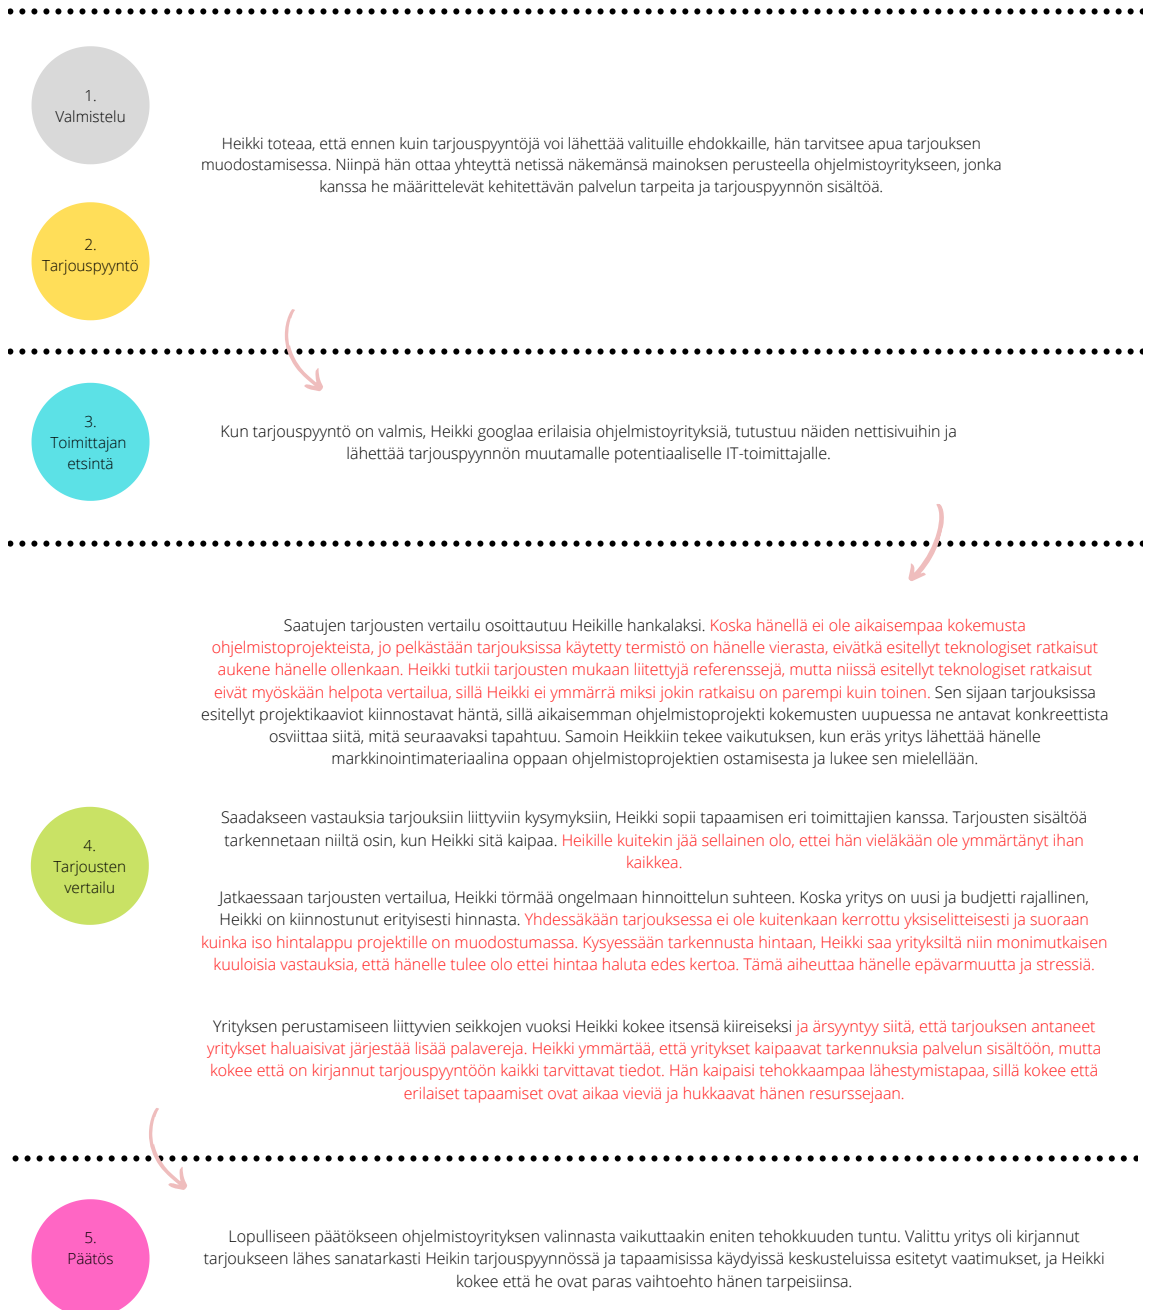 1.
Valmistelu
Heikki toteaa, että ennen kuin tarjouspyyntöjä voi lähettää valituille ehdokkaille, hän tarvitsee apua tarjouksen
muodostamisessa. Niinpä hän ottaa yhteyttä netissä näkemänsä mainoksen perusteella ohjelmistoyritykseen, jonka
kanssa he määrittelevät kehitettävän palvelun tarpeita ja tarjouspyynnön sisältöä.
2.
Tarjouspyyntö
3.
Toimittajan
etsintä
Kun tarjouspyyntö on valmis, Heikki googlaa erilaisia ohjelmistoyrityksiä, tutustuu näiden nettisivuihin ja
lähettää tarjouspyynnön muutamalle potentiaaliselle IT-toimittajalle.
Saatujen tarjousten vertailu osoittautuu Heikille hankalaksi. Koska hänellä ei ole aikaisempaa kokemusta
ohjelmistoprojekteista, jo pelkästään tarjouksissa käytetty termistö on hänelle vierasta, eivätkä esitellyt teknologiset ratkaisut
aukene hänelle ollenkaan. Heikki tutkii tarjousten mukaan liitettyjä referenssejä, mutta niissä esitellyt teknologiset ratkaisut
eivät myöskään helpota vertailua, sillä Heikki ei ymmärrä miksi jokin ratkaisu on parempi kuin toinen. Sen sijaan tarjouksissa
esitellyt projektikaaviot kiinnostavat häntä, sillä aikaisemman ohjelmistoprojekti kokemusten uupuessa ne antavat konkreettista
osviittaa siitä, mitä seuraavaksi tapahtuu. Samoin Heikkiin tekee vaikutuksen, kun eräs yritys lähettää hänelle
markkinointimateriaalina oppaan ohjelmistoprojektien ostamisesta ja lukee sen mielellään.
4.
Tarjousten
vertailu
Saadakseen vastauksia tarjouksiin liittyviin kysymyksiin, Heikki sopii tapaamisen eri toimittajien kanssa. Tarjousten sisältöä
tarkennetaan niiltä osin, kun Heikki sitä kaipaa. Heikille kuitekin jää sellainen olo, ettei hän vieläkään ole ymmärtänyt ihan
kaikkea.
Jatkaessaan tarjousten vertailua, Heikki törmää ongelmaan hinnoittelun suhteen. Koska yritys on uusi ja budjetti rajallinen,
Heikki on kiinnostunut erityisesti hinnasta. Yhdessäkään tarjouksessa ei ole kuitenkaan kerrottu yksiselitteisesti ja suoraan
kuinka iso hintalappu projektille on muodostumassa. Kysyessään tarkennusta hintaan, Heikki saa yrityksiltä niin monimutkaisen
kuuloisia vastauksia, että hänelle tulee olo ettei hintaa haluta edes kertoa. Tämä aiheuttaa hänelle epävarmuutta ja stressiä.
Yrityksen perustamiseen liittyvien seikkojen vuoksi Heikki kokee itsensä kiireiseksi ja ärsyyntyy siitä, että tarjouksen antaneet
yritykset haluaisivat järjestää lisää palavereja. Heikki ymmärtää, että yritykset kaipaavat tarkennuksia palvelun sisältöön, mutta
kokee että on kirjannut tarjouspyyntöön kaikki tarvittavat tiedot. Hän kaipaisi tehokkaampaa lähestymistapaa, sillä kokee että
erilaiset tapaamiset ovat aikaa vieviä ja hukkaavat hänen resurssejaan.
5.
Päätös
Lopulliseen päätökseen ohjelmistoyrityksen valinnasta vaikuttaakin eniten tehokkuuden tuntu. Valittu yritys oli kirjannut
tarjoukseen lähes sanatarkasti Heikin tarjouspyynnössä ja tapaamisissa käydyissä keskusteluissa esitetyt vaatimukset, ja Heikki
kokee että he ovat paras vaihtoehto hänen tarpeisiinsa.